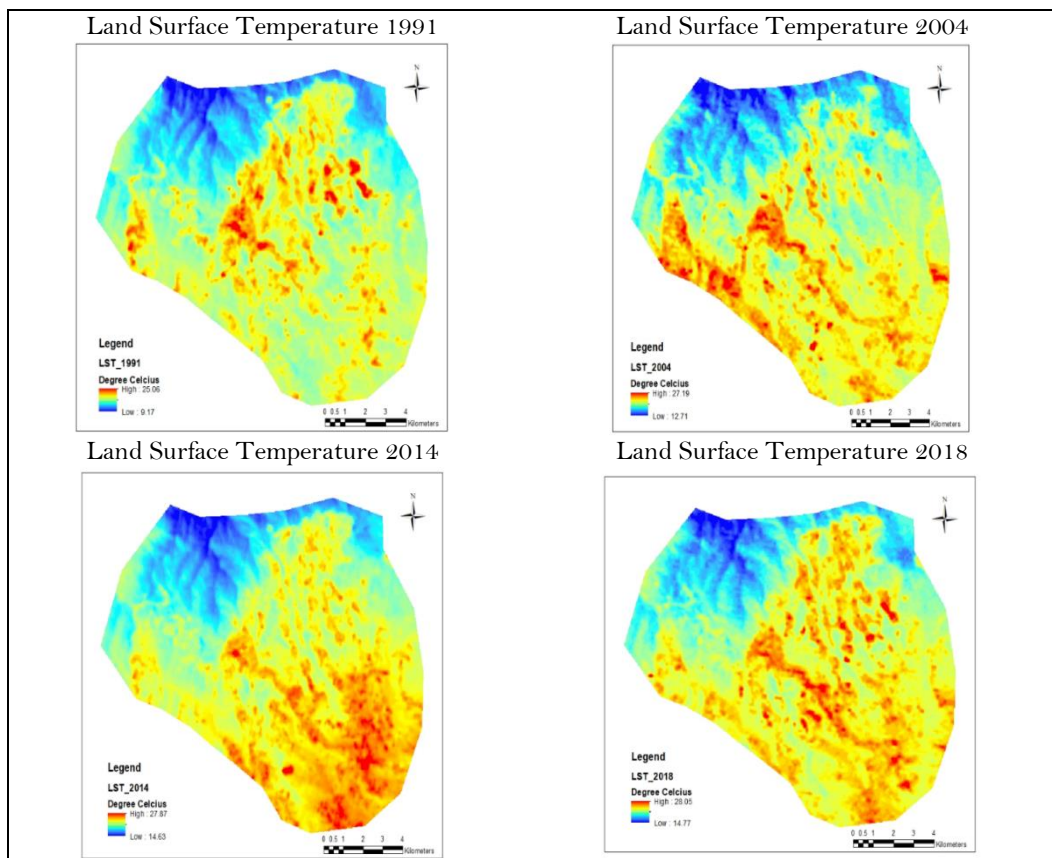 Land Surface Temperature 1991
N
Legend
LST_1991
Degree Celcius
High : 25.06
Low : 9.17
0 0.5 1 2 3 4
Kilometers
Land Surface Temperature 2004
N
Legend
LST_2004
Degree Celcius
High : 27.19
Low : 12.71
0 0.5 1 2 3 4
Kilometers
Land Surface Temperature 2014
N
Legend
LST_2014
Degree Celcius
High : 27.87
Low : 14.63
0 0.5 1 2 3 4
Kilometers
Land Surface Temperature 2018
N
Legend
LST_2018
Degree Celcius
High : 28.05
Low : 14.77
0 0.5 1 2 3 4
Kilometers